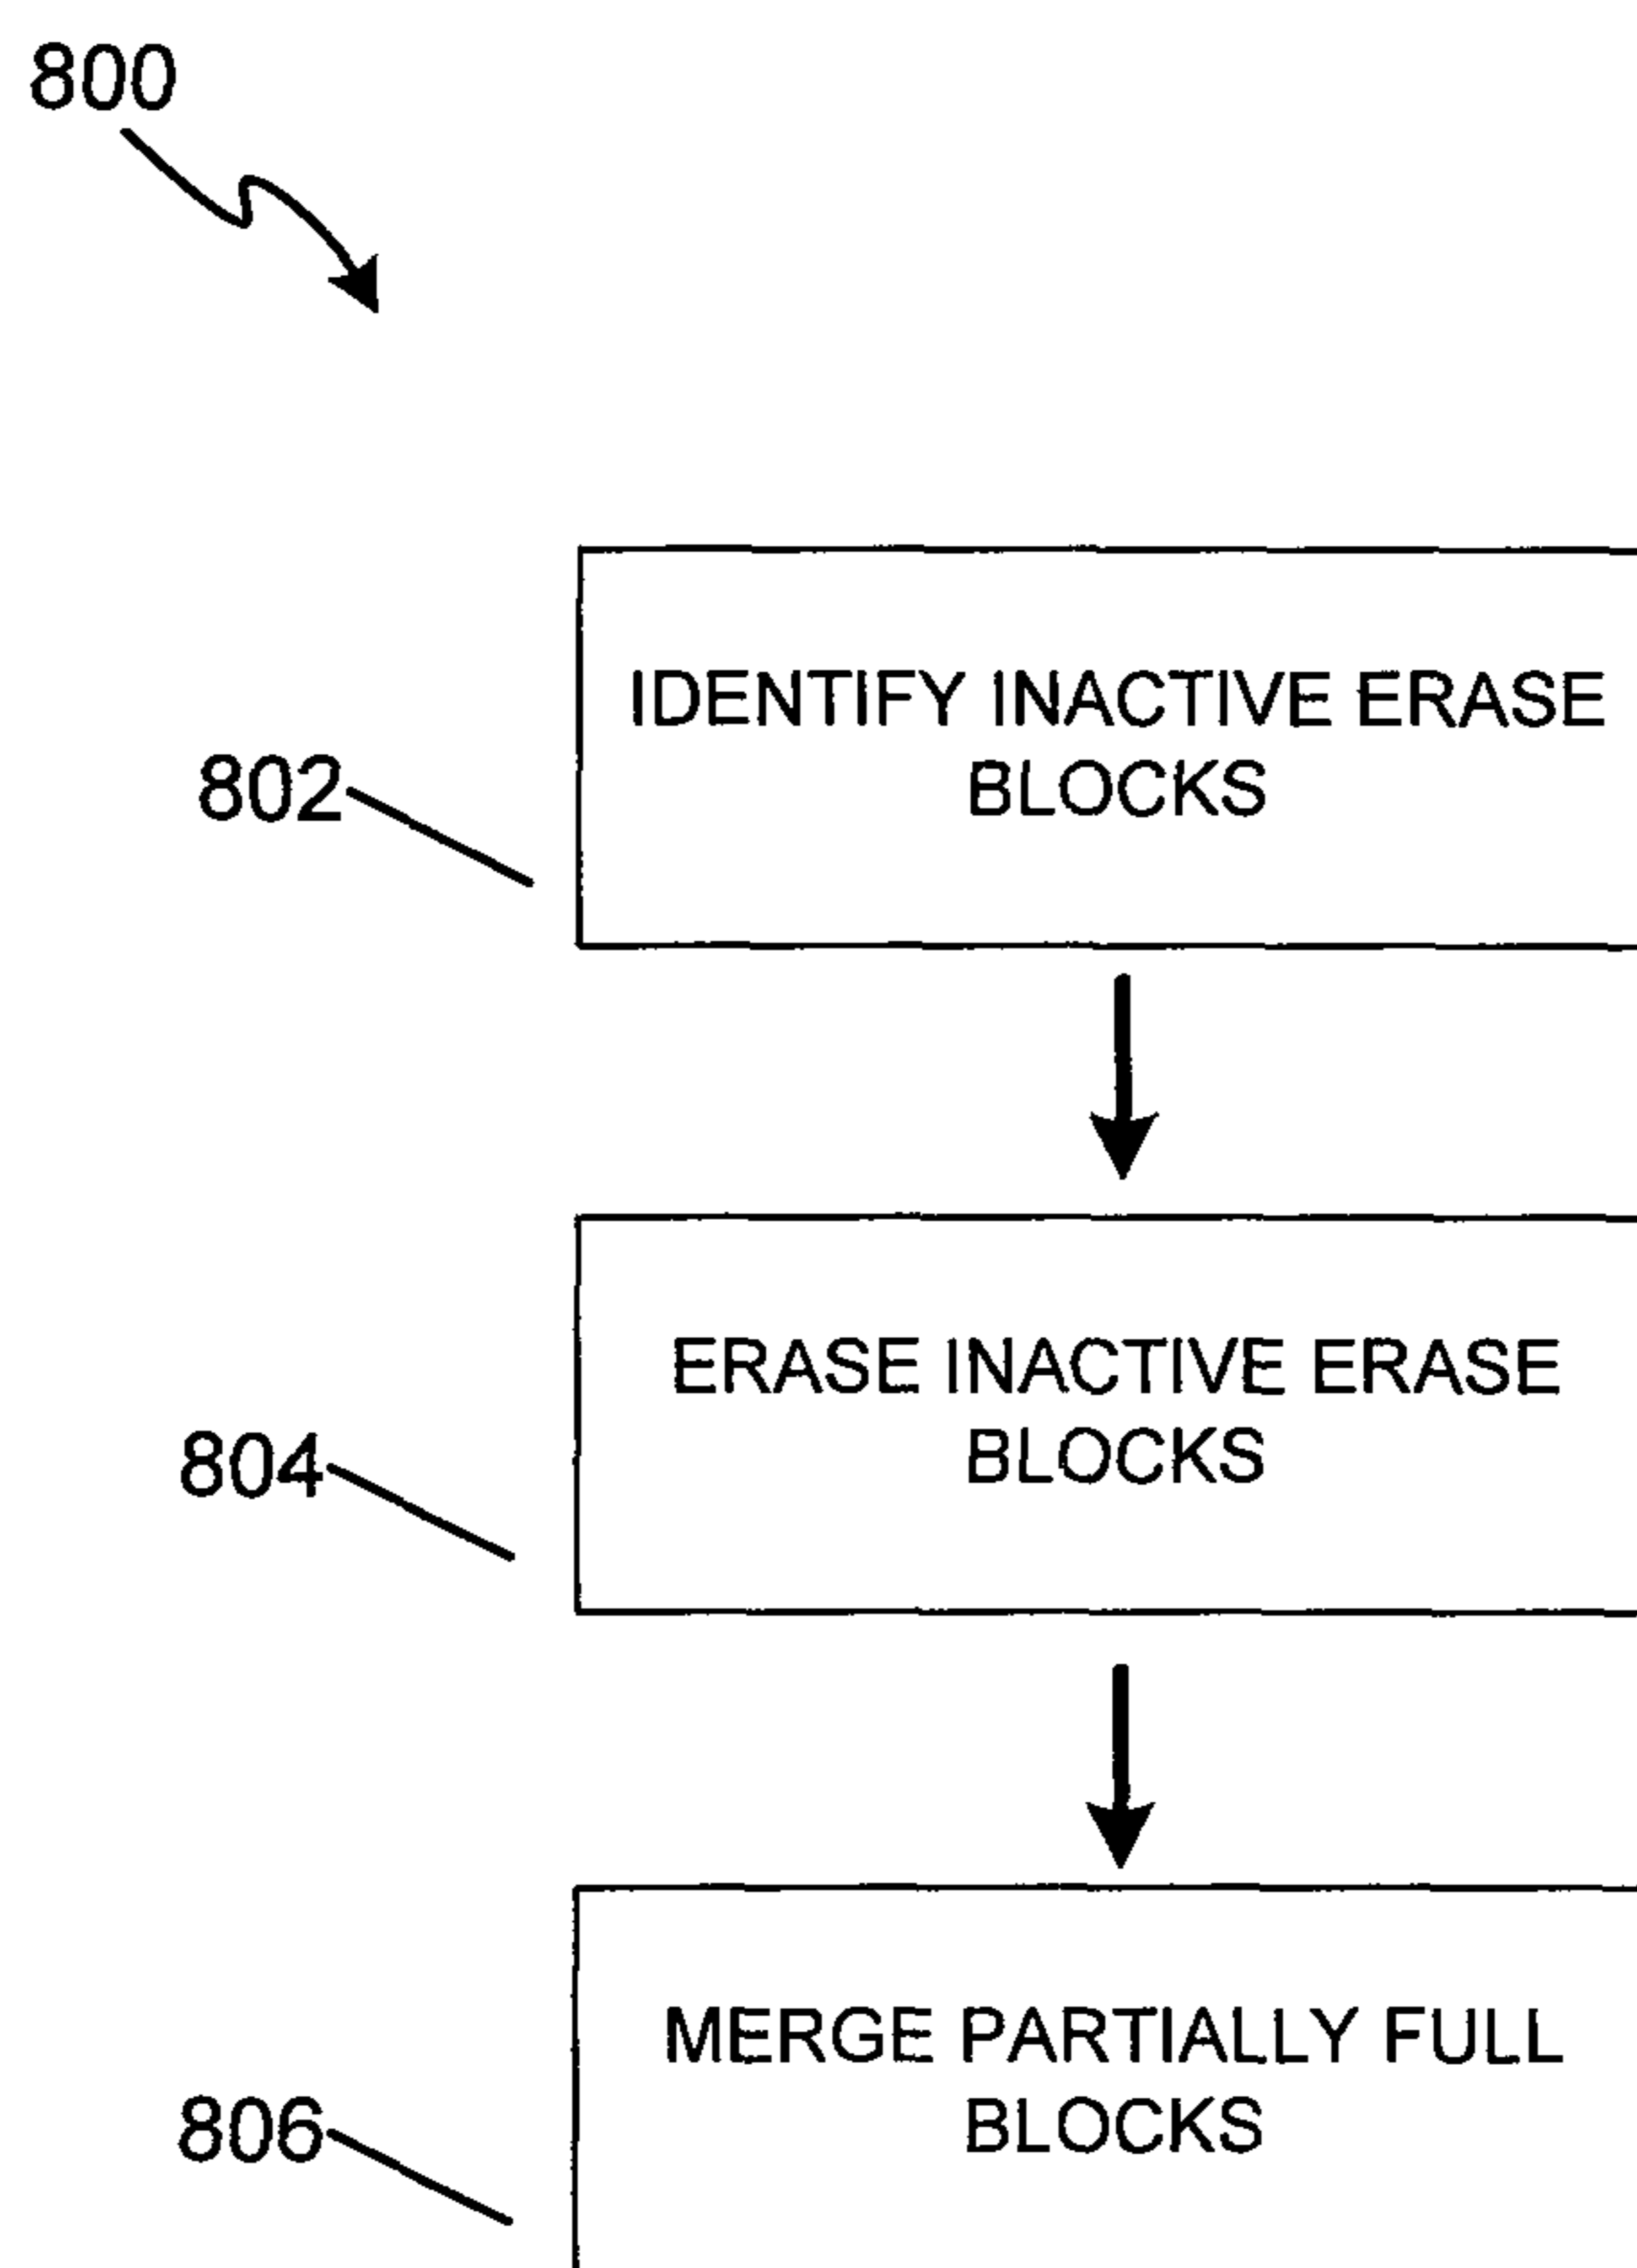 800
IDENTIFY INACTIVE ERASE
BLOCKS
802
ERASE INACTIVE ERASE
BLOCKS
804
MERGE PARTIALLY FULL
BLOCKS
806